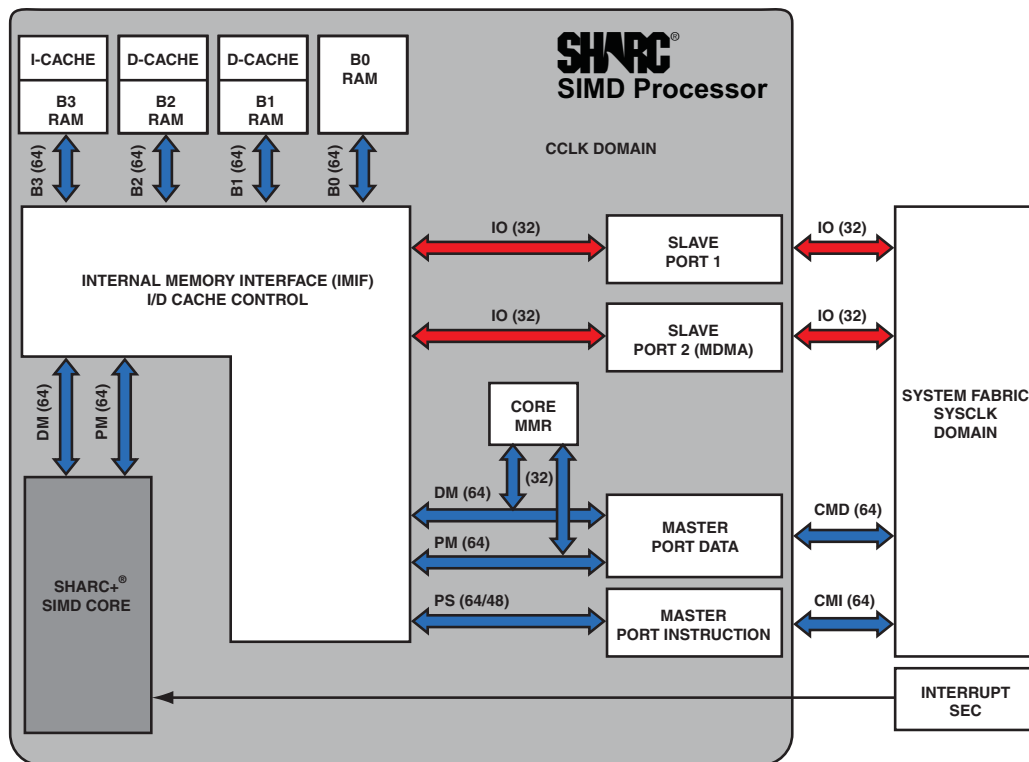 SHARC®
SIMD Processor
CCLK DOMAIN
I-CACHE
B3
RAM
D-CACHE
B2
RAM
D-CACHE
B1
RAM
B0
RAM
B3 (64)
B2 (64)
B1 (64)
B0 (64)
INTERNAL MEMORY INTERFACE (IMIF)
I/D CACHE CONTROL
IO (32)
SLAVE
PORT 1
IO (32)
IO (32)
SLAVE
PORT 2 (MDMA)
IO (32)
SYSTEM FABRIC
SYSCLK
DOMAIN
DM (64)
PM (64)
CORE
MMR
(32)
DM (64)
PM (64)
MASTER
PORT DATA
CMD (64)
PS (64/48)
MASTER
PORT INSTRUCTION
CMI (64)
SHARC+®
SIMD CORE
INTERRUPT
SEC